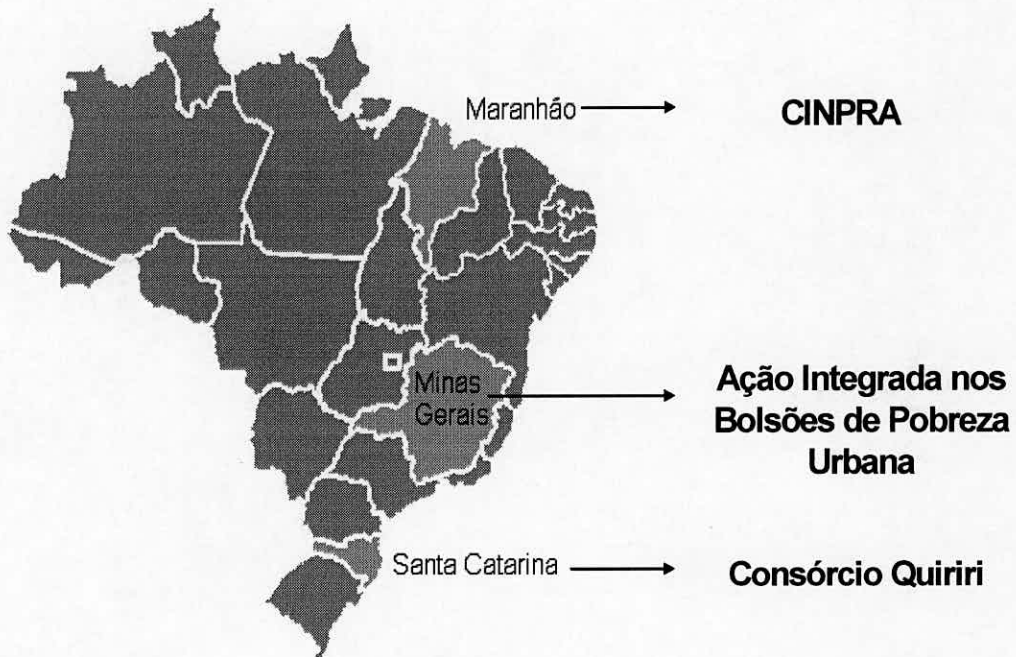 Maranhão
CINPRA
Minas
Gerais
Ação Integrada nos
Bolsões de Pobreza
Urbana
Santa Catarina
Consórcio Quiriri